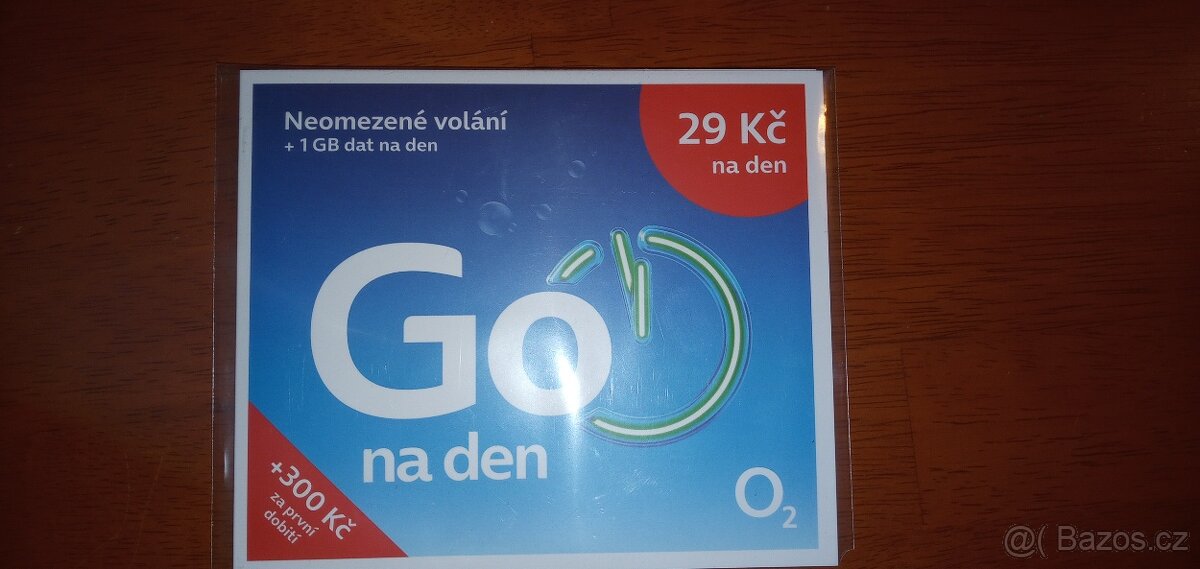 Neomezené volání
+ 1 GB dat na den
29 Kč
na den
Gó
na den
+300 Kč
za první
dobití
O2
@( Bazos.cz